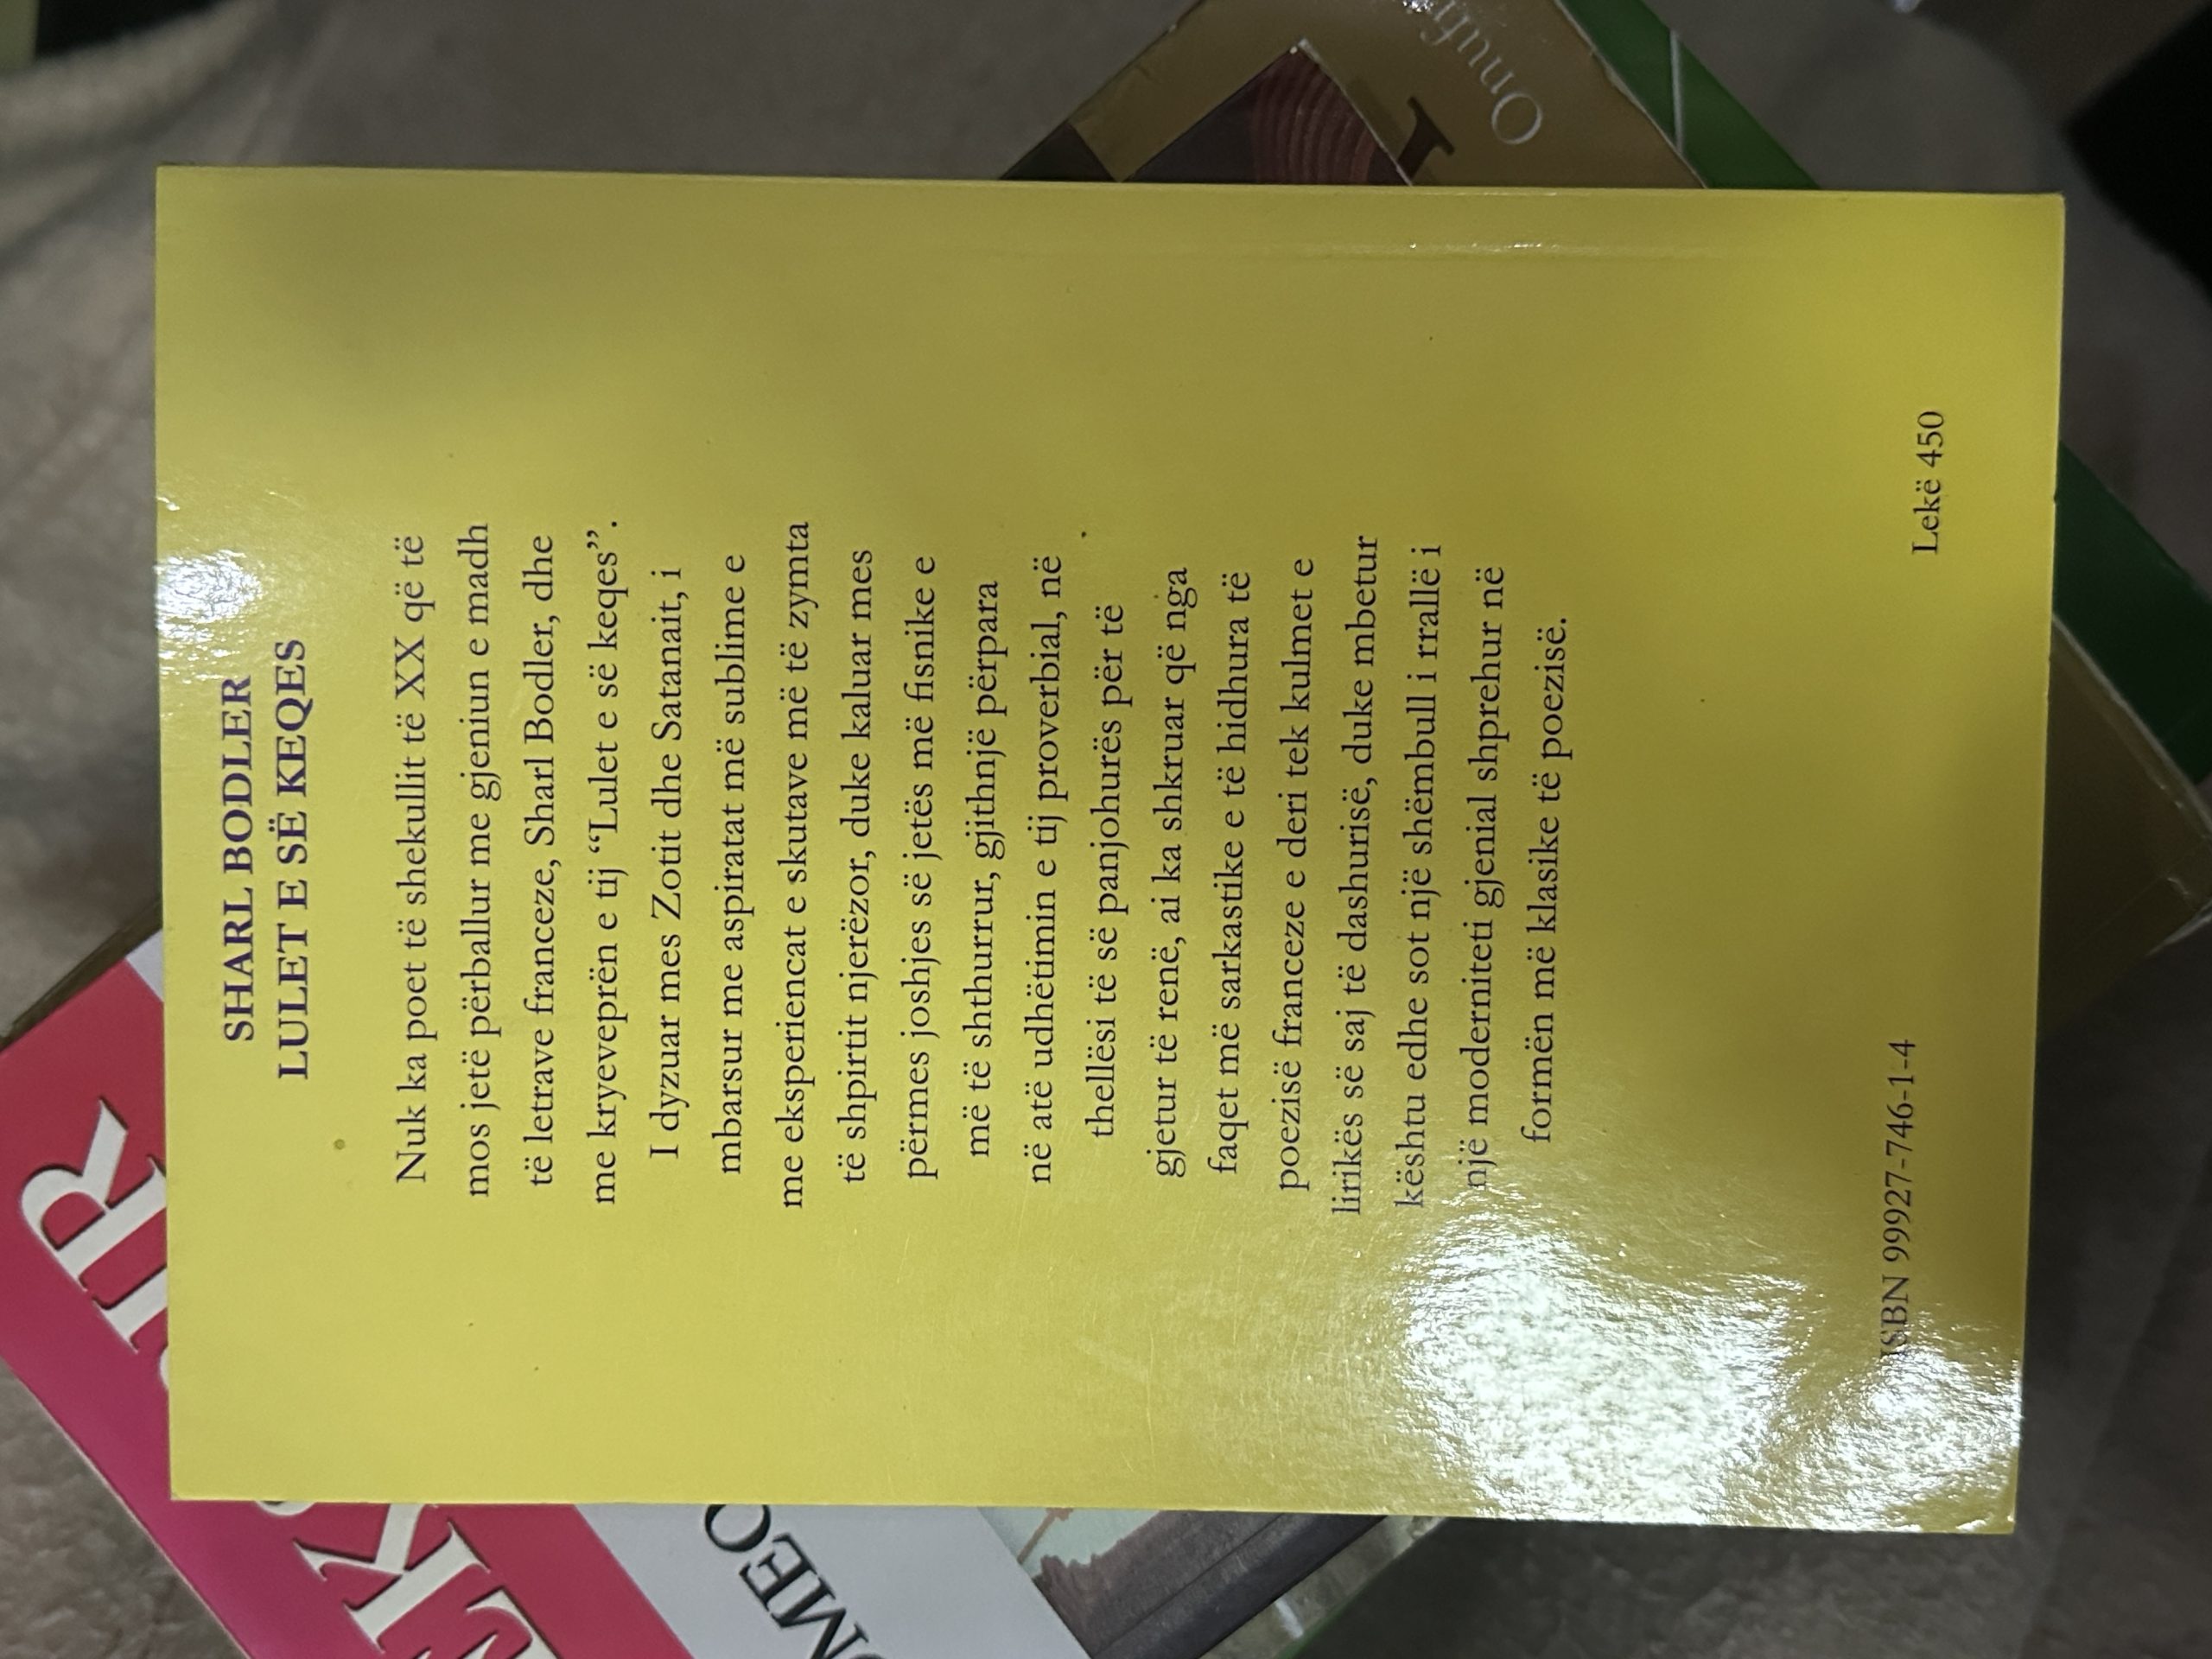 SHARL BODLER
LULET E SË KEQES
Nuk ka poet të shekullit të XX që të
mos jetë përballur me gjeniun e madh
të letrave franceze, Sharl Bodler, dhe
me kryeveprën e tij “Lulet e së keqes”.
I dyzuar mes Zotit dhe Satanait, i
mbarsur me aspiratat më sublime e
me eksperiencat e skutave më të zymta
të shpirtit njerëzor, duke kaluar mes
përmes joshjes së jetës më fisnike e
më të shthurrur, gjithnjë përpara
në atë udhëtimin e tij proverbial, në
thellësi të së panjohurës për të
gjetur të renë, ai ka shkruar që nga
faqet më sarkastike e të hidhura të
poezisë franceze e deri tek kulmet e
lirikës së saj të dashurisë, duke mbetur
kështu edhe sot një shëmbull i rrallë i
një moderniteti gjenial shprehur në
formën më klasike të poezisë.
ISBN 99927-746-1-4
Lekë 450
Onufri